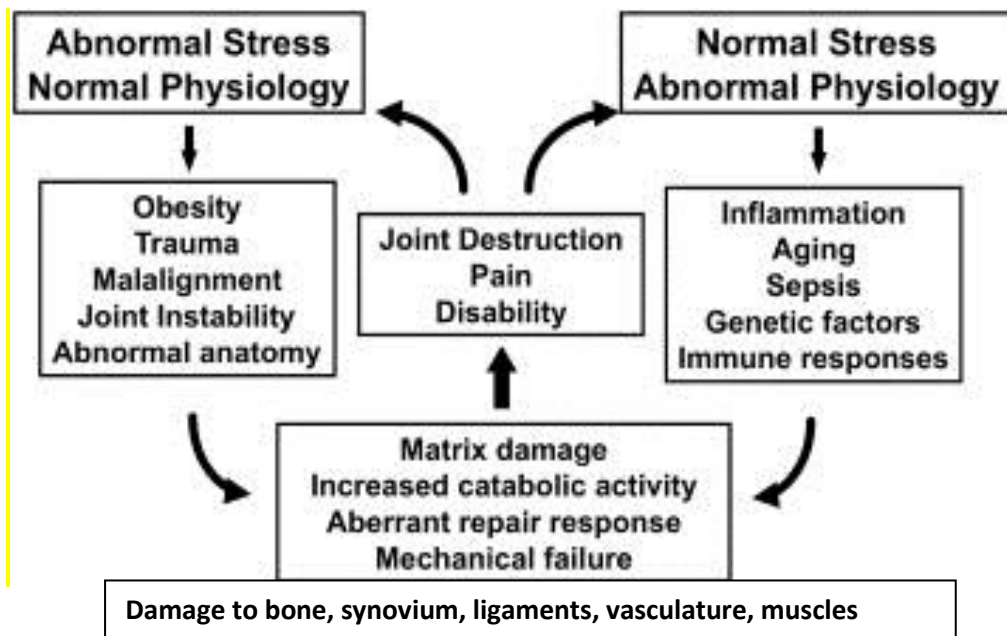 Abnormal Stress
Normal Physiology
Normal Stress
Abnormal Physiology
Obesity
Trauma
Malalignment
Joint Instability
Abnormal anatomy
Joint Destruction
Pain
Disability
Inflammation
Aging
Sepsis
Genetic factors
Immune responses
Matrix damage
Increased catabolic activity
Aberrant repair response
Mechanical failure
Damage to bone, synovium, ligaments, vasculature, muscles